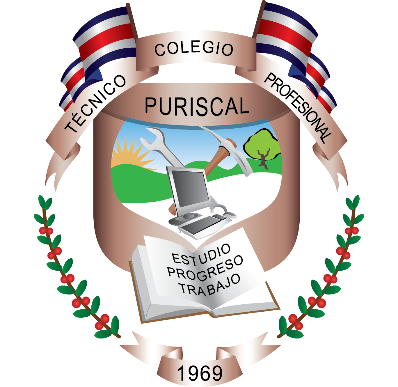 TÉCNICO
COLEGIO
PROFESIONAL
PURISCAL
ESTUDIO
PROGRESO
TRABAJO
1969